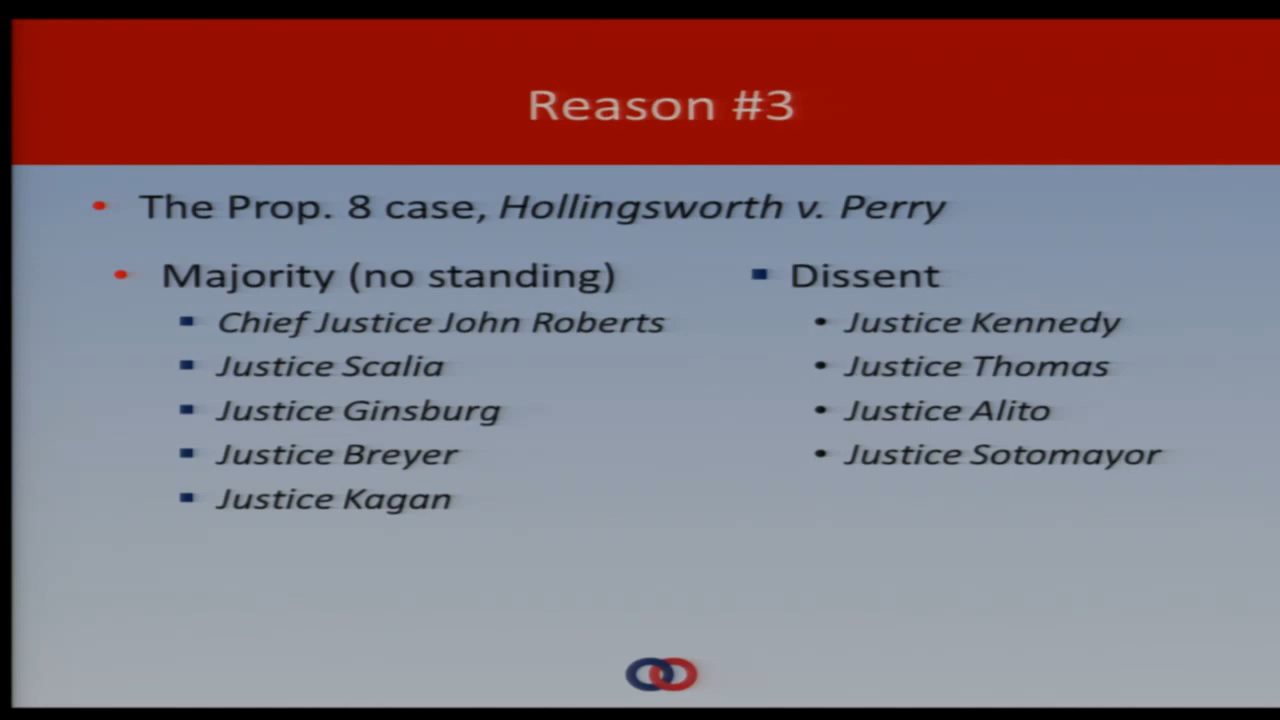 Reason #3
The Prop. 8 case, Hollingsworth v. Perry
Majority (no standing)
Chief Justice John Roberts
Justice Scalia
Justice Ginsburg
Justice Breyer
Justice Kagan
Dissent
Justice Kennedy
Justice Thomas
Justice Alito
Justice Sotomayor